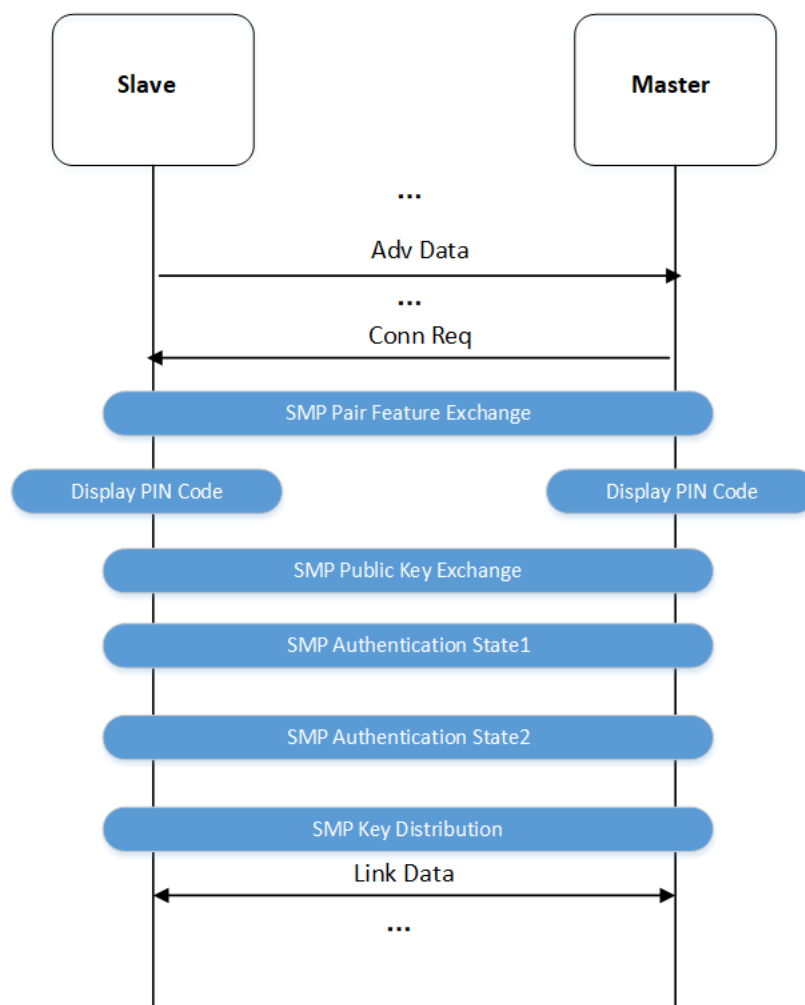 Slave
Master
...
Adv Data
...
Conn Req
SMP Pair Feature Exchange
Display PIN Code
Display PIN Code
SMP Public Key Exchange
SMP Authentication State1
SMP Authentication State2
SMP Key Distribution
Link Data
...